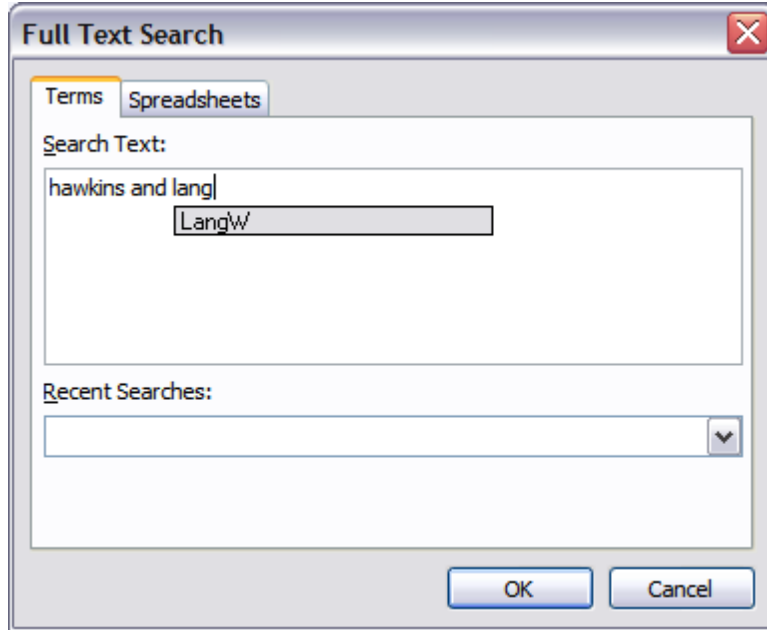 Full Text Search
Terms
Spreadsheets
Search Text:
hawkins and lang
LangW
Recent Searches:
OK
Cancel